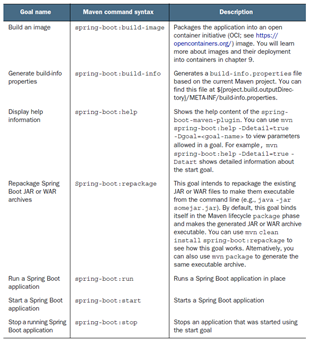 Goal name Maven command syntax Description
Build an image spring-boot:build-image Packages the application into an open
container initiative (OCI; see https://
opencontainers.org/) image. You will learn
more about images and their deployment
into containers in chapter 9.
Generate build-info spring-boot:build-info Generates a build-info.properties file
properties based on the current Maven project. You can
find this file at ${project.build.outputDirec-
tory}/META-INF/build-info.properties.
Display help spring-boot:help Shows the help content of the spring-
information boot-maven-plugin. You can use mvn
spring-boot:help -Ddetail=true
-Dgoal=<goal-name> to view parameters
allowed in a goal. For example, mvn
spring-boot:help -Ddetail=true -
Dstart shows detailed information about
the start goal.
Repackage Spring spring-boot:repackage This goal intends to repackage the existing
Boot JAR or WAR JAR or WAR files to make them executable
archives from the command line (e.g., java -jar
somejar.jar). By default, this goal binds
itself in the Maven lifecycle package phase
and makes the generated JAR or WAR archive
executable. You can use mvn clean
install spring-boot:repackage to
see how this goal works. Alternatively, you
can also use mvn package to generate the
same executable archive.
Run a Spring Boot spring-boot:run Runs a Spring Boot application in place
application
Start a Spring Boot spring-boot:start Starts a Spring Boot application
application
Stop a running Spring spring-boot:stop Stops an application that was started using
Boot application the start goal